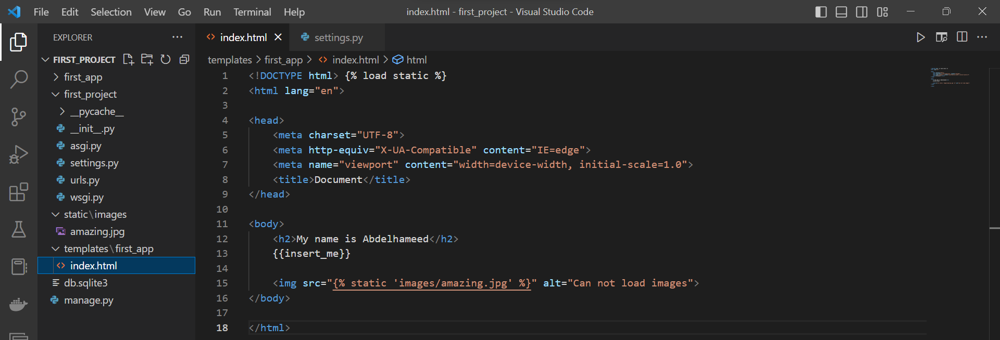 File Edit Selection View Go Run Terminal Help index.html - first_project - Visual Studio Code
EXPLORER
FIRST_PROJECT
first_app
first_project
__pycache__
__init__.py
asgi.py
settings.py
urls.py
wsgi.py
static\images
amazing.jpg
templates\first_app
index.html
db.sqlite3
manage.py
index.html settings.py
templates > first_app > index.html > html
1 <!DOCTYPE html> {% load static %}
2 <html lang="en">
3
4 <head>
5 <meta charset="UTF-8">
6 <meta http-equiv="X-UA-Compatible" content="IE=edge">
7 <meta name="viewport" content="width=device-width, initial-scale=1.0">
8 <title>Document</title>
9 </head>
10
11 <body>
12 <h2>My name is Abdelhameed</h2>
13 {{insert_me}}
14
15 <img src="{% static 'images/amazing.jpg' %}" alt="Can not load images">
16 </body>
17
18 </html>